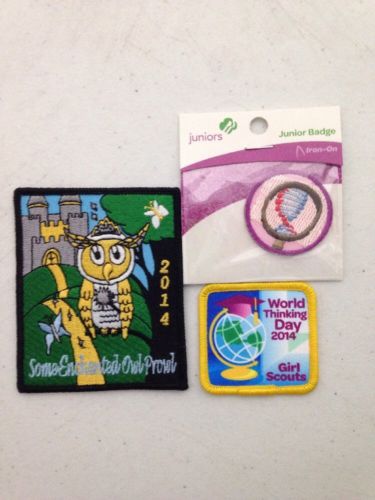 juniors
Junior Badge
Iron-On
2014
Some Enchanted Owl Prowl
World
Thinking
Day
2014
Girl
Scouts